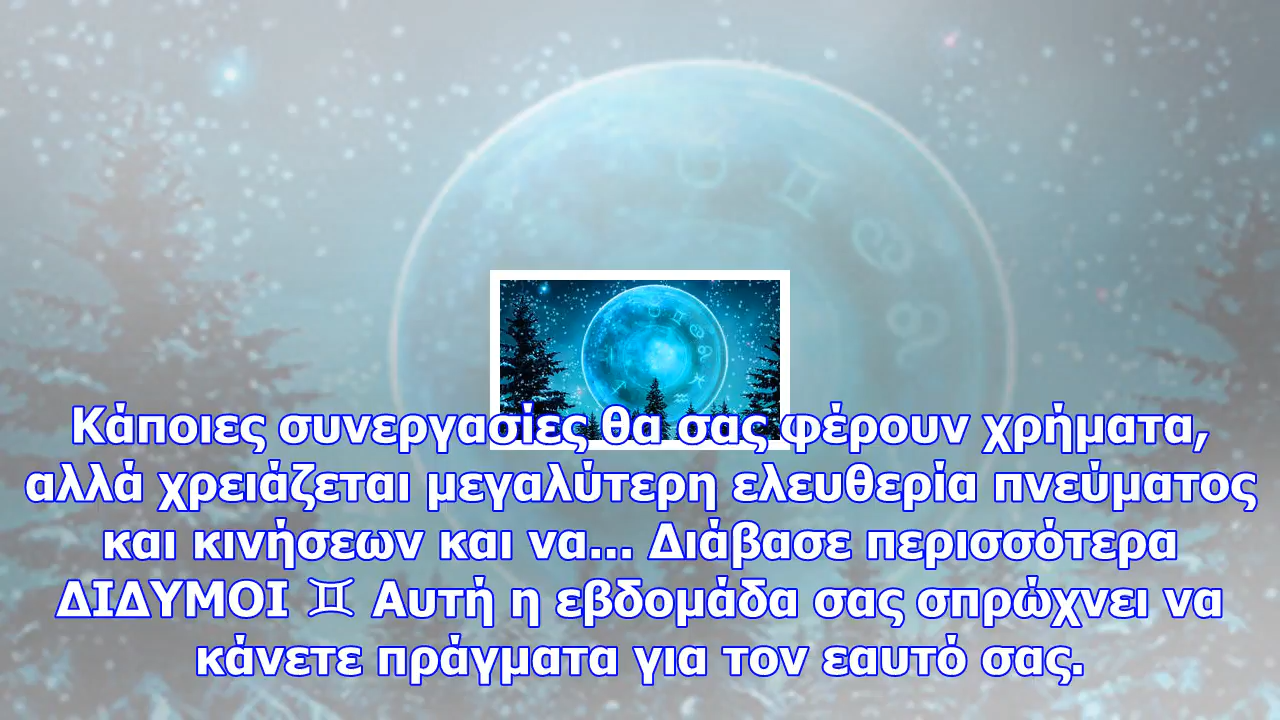 Κάποιες συνεργασίες θα σας φέρουν χρήματα,
αλλά χρειάζεται μεγαλύτερη ελευθερία πνεύματος
και κινήσεων και να... Διάβασε περισσότερα
ΔΙΔΥΜΟΙ ♊ Αυτή η εβδομάδα σας σπρώχνει να
κάνετε πράγματα για τον εαυτό σας.